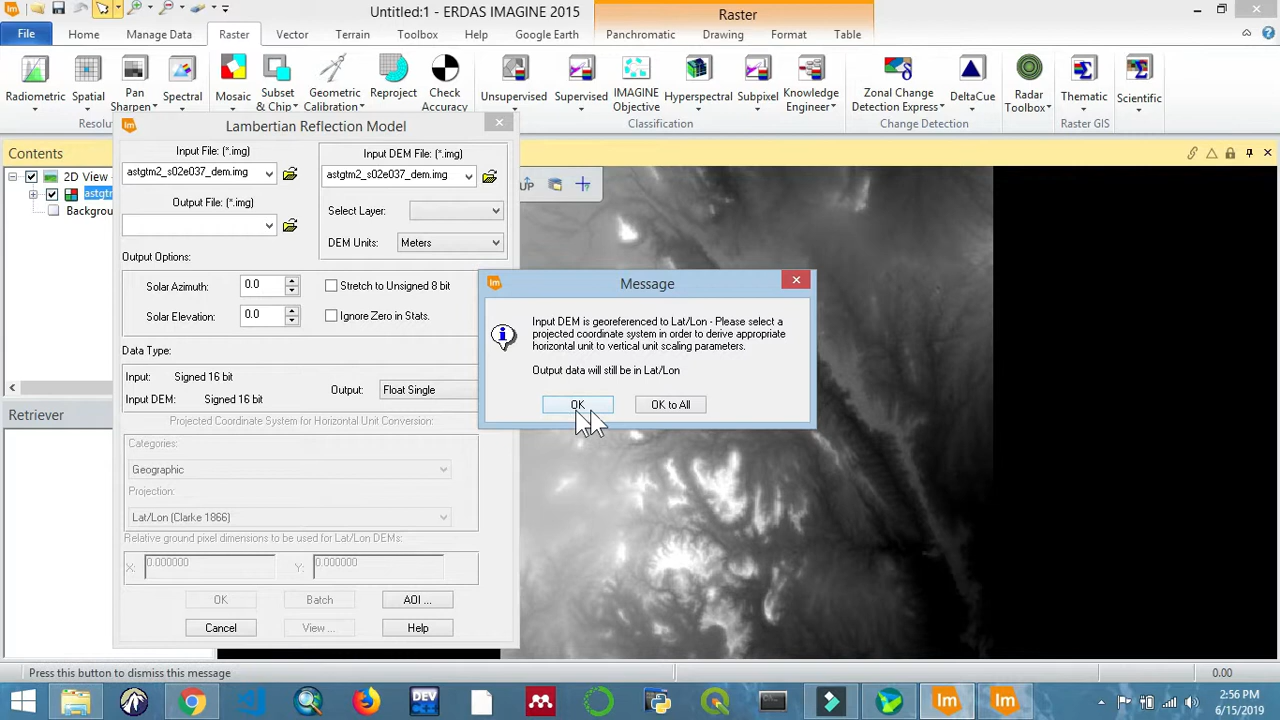 Untitled:1 - ERDAS IMAGINE 2015
Raster
File
Home
Manage Data
Raster
Vector
Terrain
Toolbox
Help
Google Earth
Panchromatic
Drawing
Format
Table
Radiometric
Spatial
Pan Sharpen
Spectral
Mosaic
Subset & Chip
Geometric Calibration
Reproject
Check Accuracy
Unsupervised
Supervised
IMAGINE Objective
Hyperspectral
Subpixel
Knowledge Engineer
Zonal Change Detection Express
DeltaCue
Radar Toolbox
Thematic
Scientific
Resolu
Classification
Change Detection
Raster GIS
Contents
2D View
astgtm
Backgrou
Retriever
Lambertian Reflection Model
Input File: (*.img)
Input DEM File: (*.img)
astgtm2_s02e037_dem.img
astgtm2_s02e037_dem.img
Output File: (*.img)
Select Layer:
DEM Units:
Meters
Output Options:
Solar Azimuth:
0.0
Stretch to Unsigned 8 bit
Solar Elevation:
0.0
Ignore Zero in Stats.
Data Type:
Input:
Signed 16 bit
Output:
Float Single
Input DEM:
Signed 16 bit
Projected Coordinate System for Horizontal Unit Conversion:
Categories:
Geographic
Projection:
Lat/Lon (Clarke 1866)
Relative ground pixel dimensions to be used for Lat/Lon DEMs:
X:
0.000000
Y:
0.000000
OK
Batch
AOI ...
Cancel
View ...
Help
UP
Message
Input DEM is georeferenced to Lat/Lon - Please select a
projected coordinate system in order to derive appropriate
horizontal unit to vertical unit scaling parameters.
Output data will still be in Lat/Lon
OK
OK to All
Press this button to dismiss this message
0.00
DEV
Im
Im
2:56 PM
6/15/2019